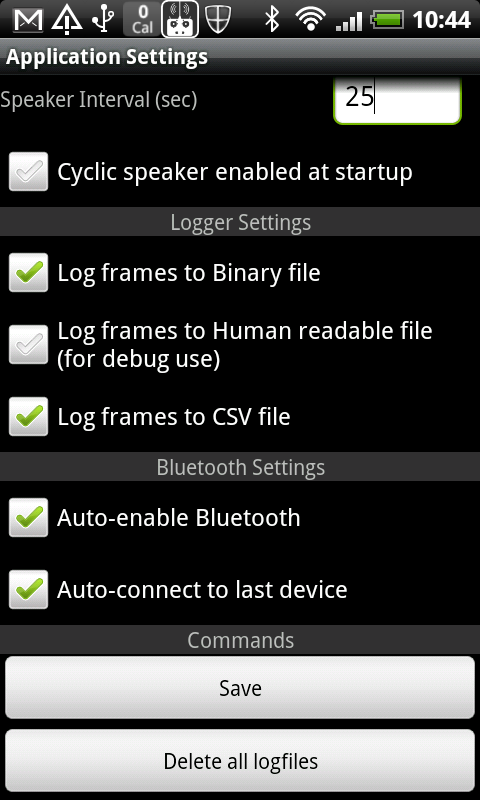 0
Cal
10:44
Application Settings
Speaker Interval (sec)
25
Cyclic speaker enabled at startup
Logger Settings
Log frames to Binary file
Log frames to Human readable file
(for debug use)
Log frames to CSV file
Bluetooth Settings
Auto-enable Bluetooth
Auto-connect to last device
Commands
Save
Delete all logfiles